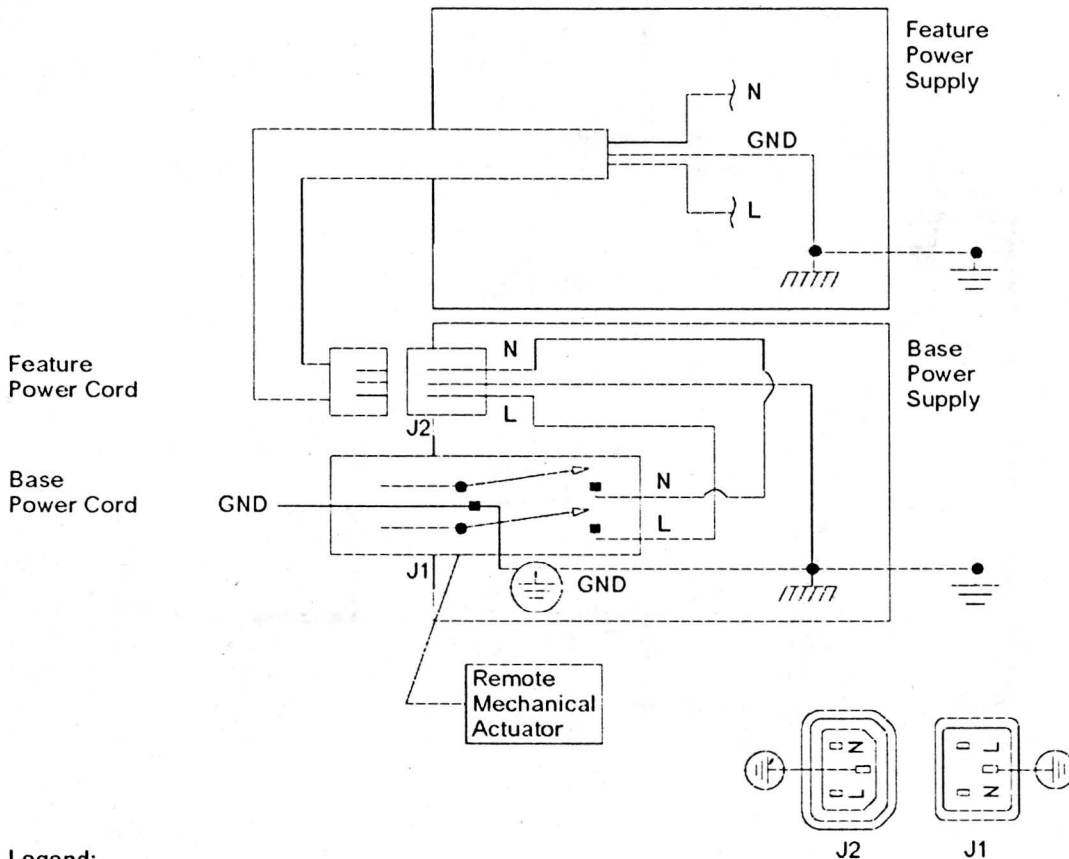 Feature
Power
Supply
N
GND
L
Feature
Power Cord
N
L
J2
Base
Power
Supply
Base
Power Cord
GND
N
L
J1
GND
Remote
Mechanical
Actuator
N
L
L
N
J2
J1
Legend: